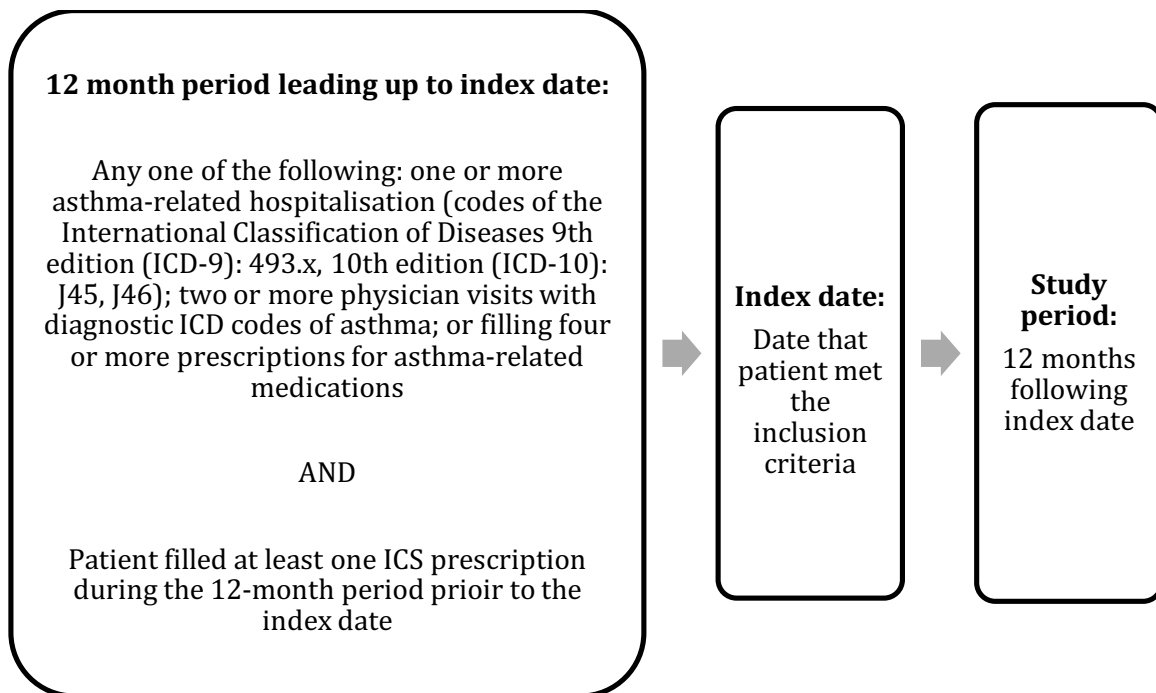 12 month period leading up to index date:
Any one of the following: one or more
asthma-related hospitalisation (codes of the
International Classification of Diseases 9th
edition (ICD-9): 493.x, 10th edition (ICD-10):
J45, J46); two or more physician visits with
diagnostic ICD codes of asthma; or filling four
or more prescriptions for asthma-related
medications
AND
Patient filled at least one ICS prescription
during the 12-month period prioir to the
index date
Index date:
Date that
patient met
the
inclusion
criteria
Study
period:
12 months
following
index date